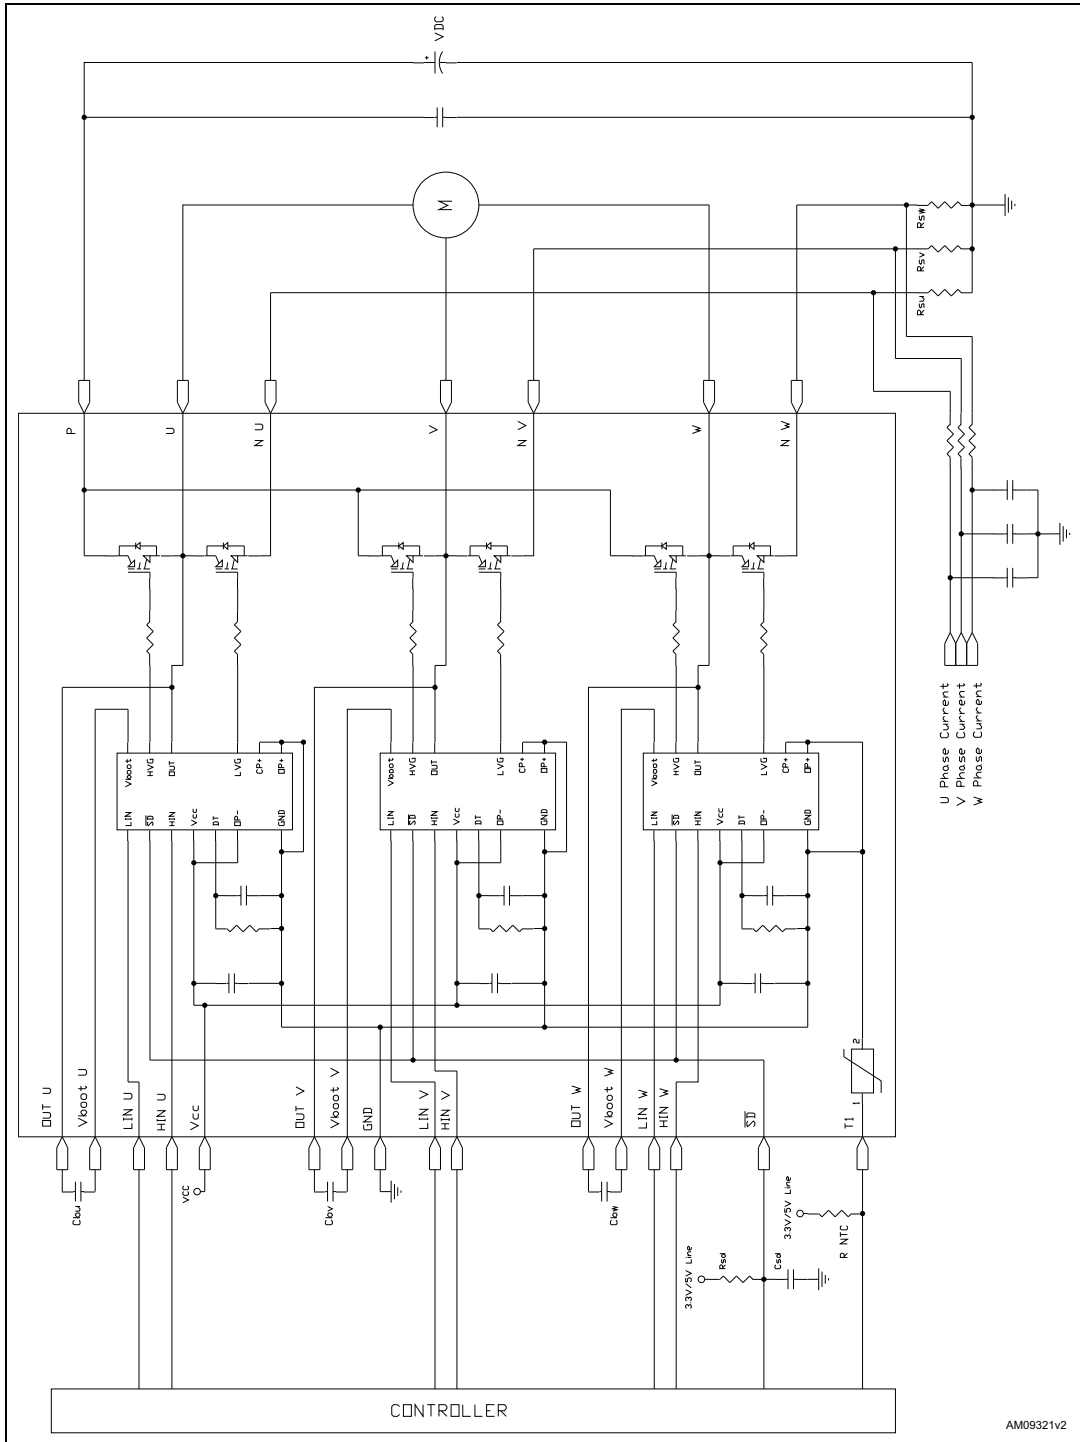 VDC
+
M
Rsw
Rsv
Rsu
P
U
N U
V
N V
W
N W
Vboot
HVG
OUT
LVG
CP+
OP+
LIN
SD
HIN
Vcc
DT
OP-
GND
Vboot
HVG
OUT
LVG
CP+
OP+
LIN
SD
HIN
Vcc
DT
OP-
GND
Vboot
HVG
OUT
LVG
CP+
OP+
LIN
SD
HIN
Vcc
DT
OP-
GND
U Phase Current
V Phase Current
W Phase Current
OUT U
Vboot U
LIN U
HIN U
Vcc
OUT V
Vboot V
GND
LIN V
HIN V
OUT W
Vboot W
LIN W
HIN W
SD
T1
1
2
Cbu
VCC
Cbv
Cbw
3.3V/5V Line
Rsd
Csd
3.3V/5V Line
R NTC
CONTROLLER
AM09321v2